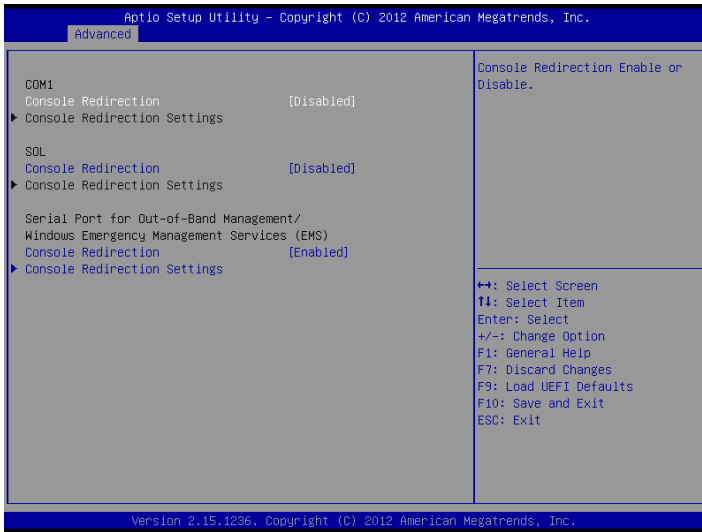 Aptio Setup Utility – Copyright (C) 2012 American Megatrends, Inc.
Advanced
COM1
Console Redirection [Disabled]
▶ Console Redirection Settings
SOL
Console Redirection [Disabled]
▶ Console Redirection Settings
Serial Port for Out-of-Band Management/
Windows Emergency Management Services (EMS)
Console Redirection [Enabled]
▶ Console Redirection Settings
Console Redirection Enable or
Disable.
↔: Select Screen
↑↓: Select Item
Enter: Select
+/-: Change Option
F1: General Help
F7: Discard Changes
F9: Load UEFI Defaults
F10: Save and Exit
ESC: Exit
Version 2.15.1236. Copyright (C) 2012 American Megatrends, Inc.